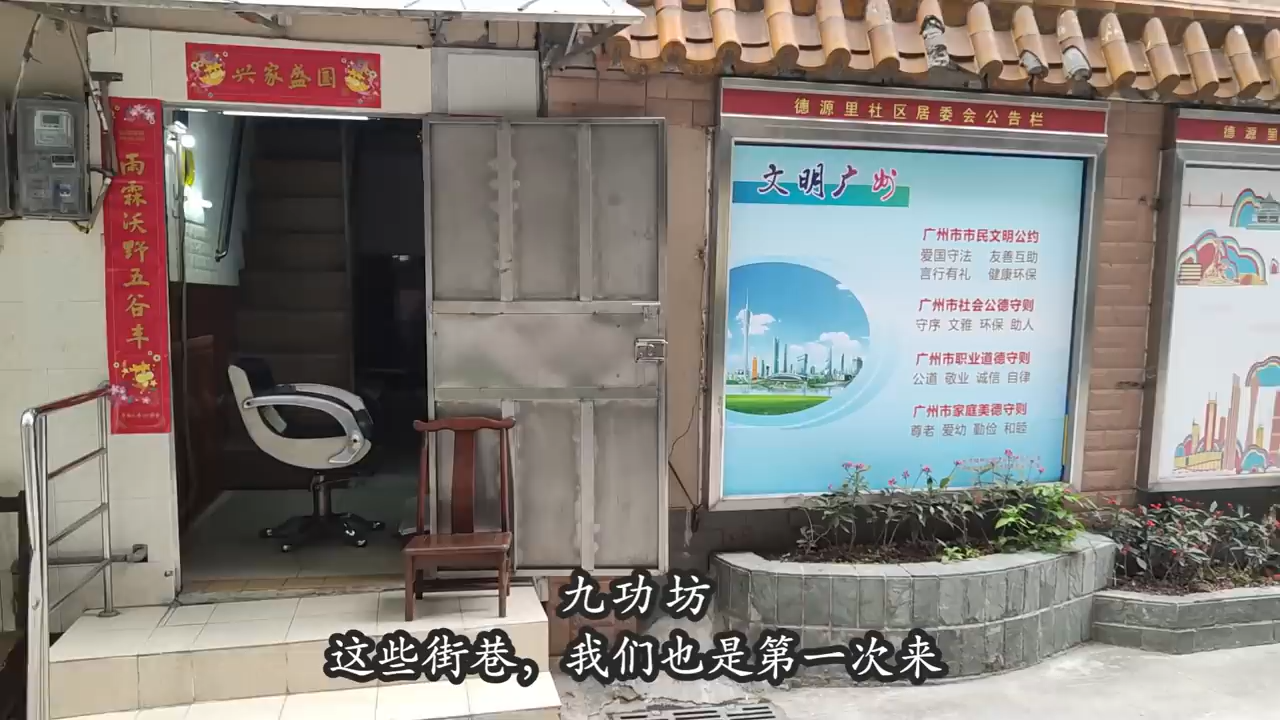 兴家盛国
雨霖沃野五谷丰
德源里社区居委会公告栏
文明广州
广州市市民文明公约
爱国守法 友善互助
言行有礼 健康环保
广州市社会公德守则
守序 文雅 环保 助人
广州市职业道德守则
公道 敬业 诚信 自律
广州市家庭美德守则
尊老 爱幼 勤俭 和睦
德源里
九功坊
这些街巷，我们也是第一次来